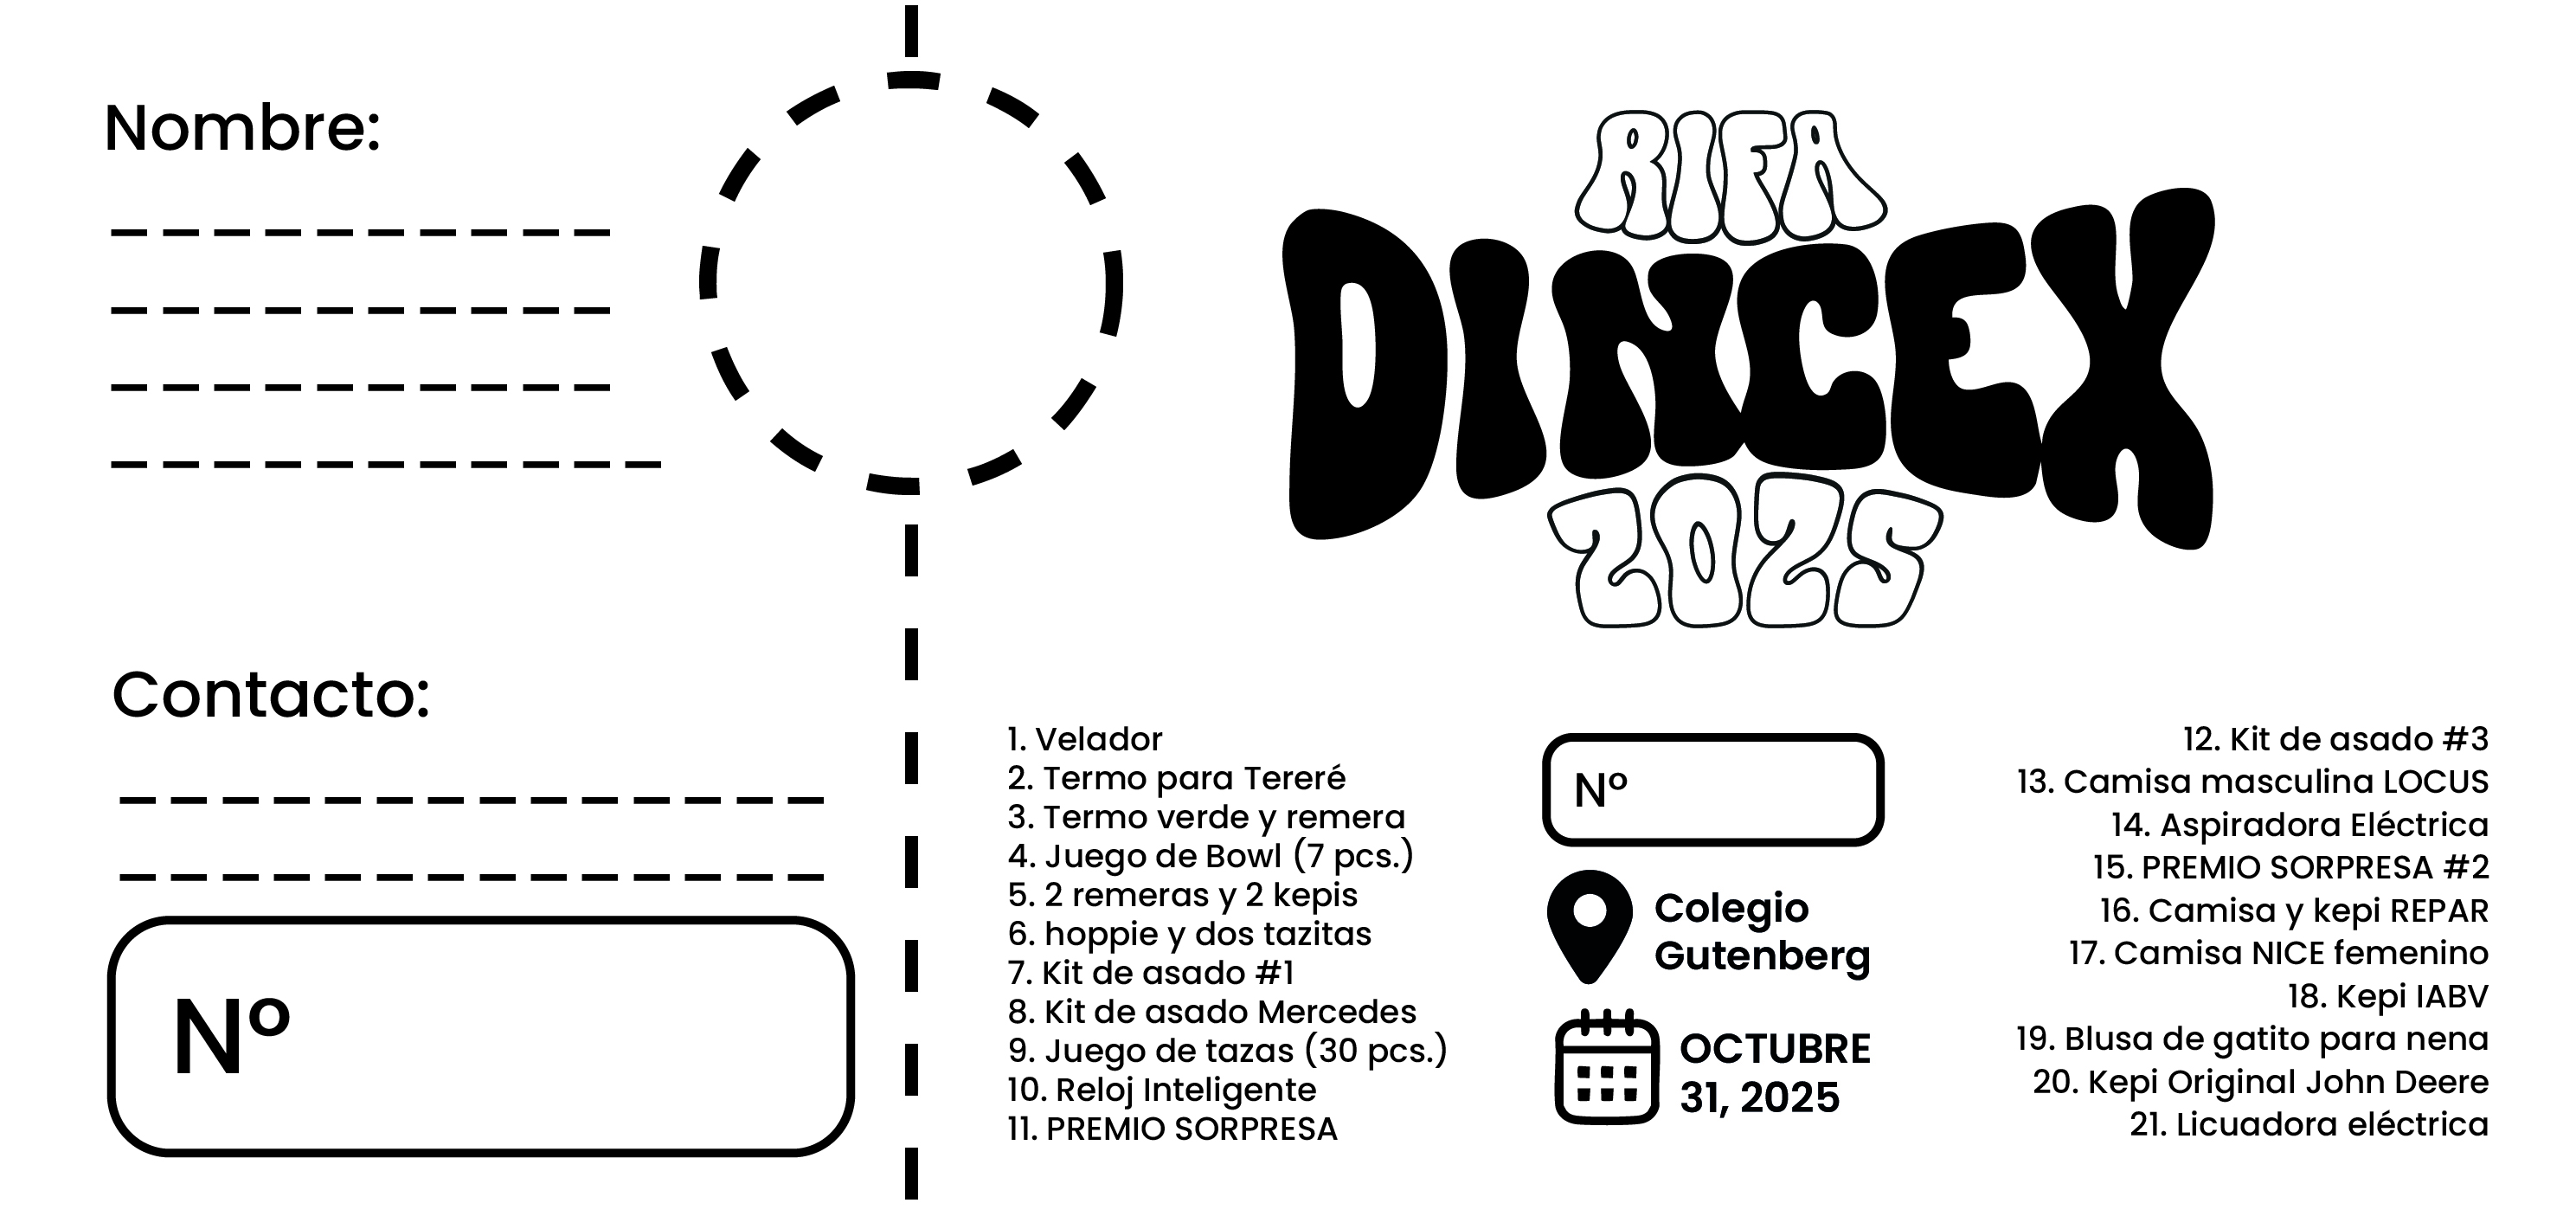 Nombre:
Contacto:
Nº
RIFA
DINCEX
2025
1. Velador
2. Termo para Tereré
3. Termo verde y remera
4. Juego de Bowl (7 pcs.)
5. 2 remeras y 2 kepis
6. hoppie y dos tazitas
7. Kit de asado #1
8. Kit de asado Mercedes
9. Juego de tazas (30 pcs.)
10. Reloj Inteligente
11. PREMIO SORPRESA
Nº
Colegio
Gutenberg
OCTUBRE
31, 2025
12. Kit de asado #3
13. Camisa masculina LOCUS
14. Aspiradora Eléctrica
15. PREMIO SORPRESA #2
16. Camisa y kepi REPAR
17. Camisa NICE femenino
18. Kepi IABV
19. Blusa de gatito para nena
20. Kepi Original John Deere
21. Licuadora eléctrica